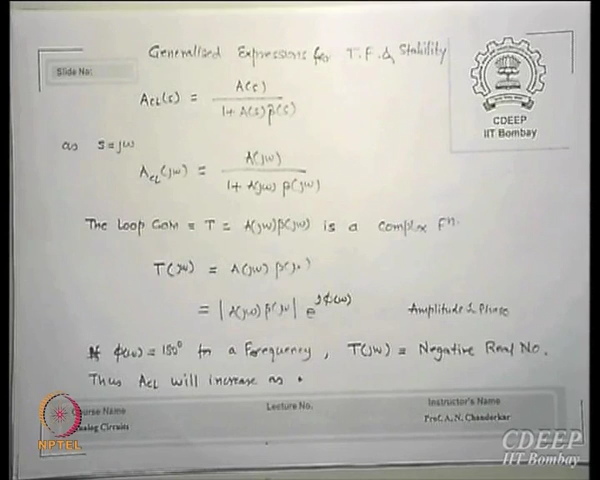 Generalised Expressions for T.F. & Stability
Slide No:
A_CL(s) = A(s) / 1 + A(s) β(s)
CDEEP
IIT Bombay
as s = jω
A_CL(jω) = A(jω) / 1 + A(jω) β(jω)
The Loop Gain = T = A(jω)β(jω) is a Complex Fn.
T(jω) = A(jω) β(jω)
= |A(jω) β(jω)| e^jφ(ω) Amplitude & Phase
If φ(ω) = 180° for a Forequency, T(jω) = Negative Real No.
Thus A_CL will increase as
Course Name
Analog Circuits
Lecture No.
Instructor's Name
Prof. A. N. Chandorkar
NPTEL
CDEEP
IIT Bombay